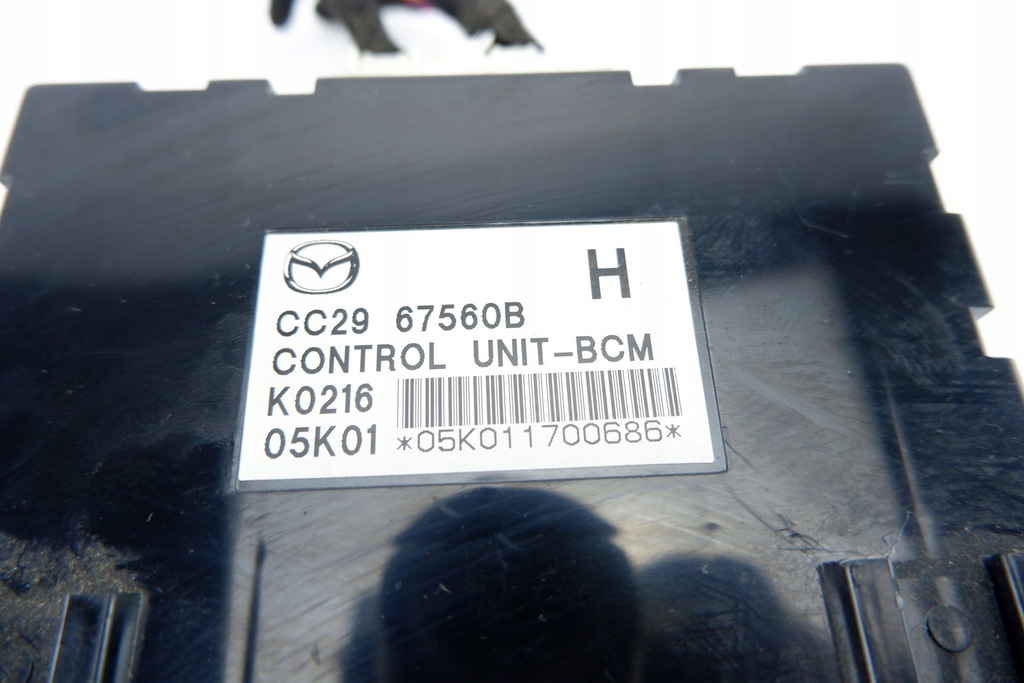 H
CC29 67560B
CONTROL UNIT-BCM
K0216
05K01 *05K011700686*